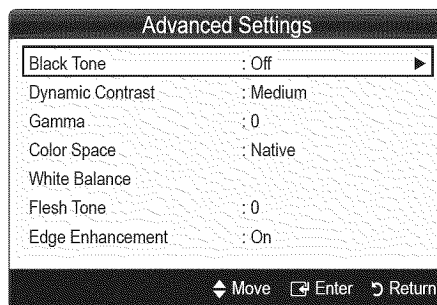 Advanced Settings
Black Tone : Off ▶
Dynamic Contrast : Medium
Gamma : 0
Color Space : Native
White Balance
Flesh Tone : 0
Edge Enhancement : On
Move Enter Return